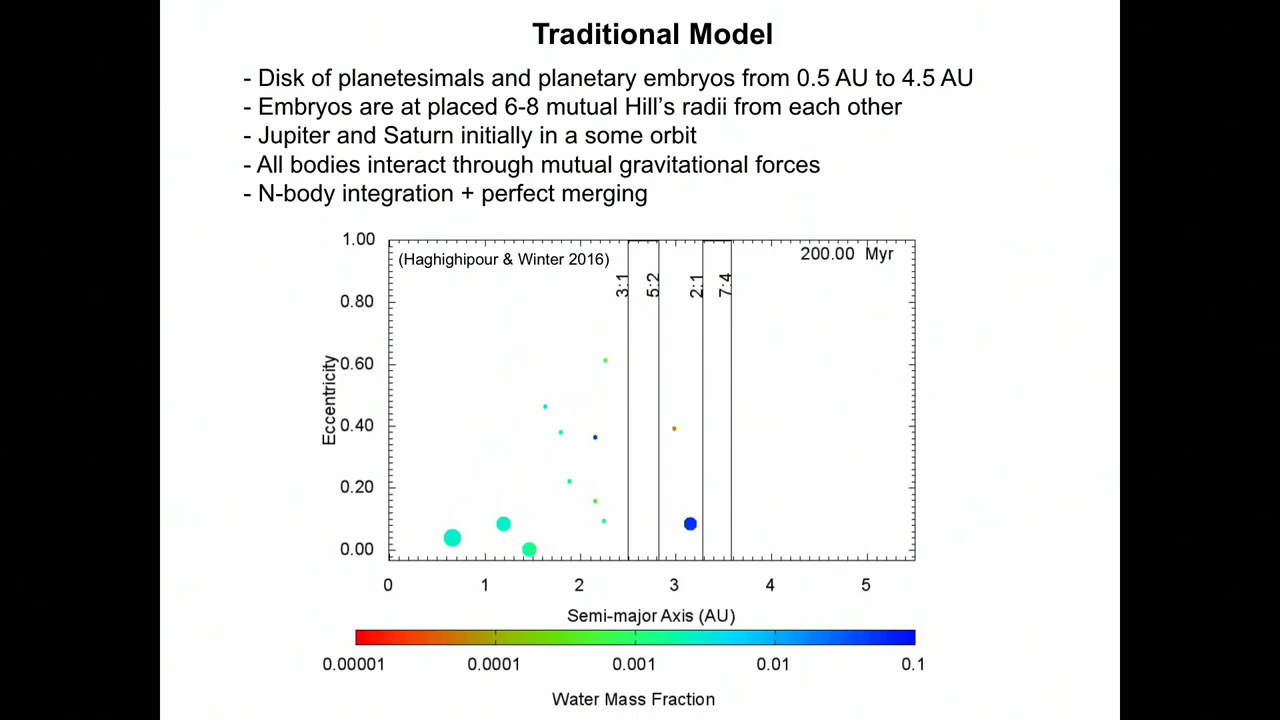 Traditional Model
- Disk of planetesimals and planetary embryos from 0.5 AU to 4.5 AU
- Embryos are at placed 6-8 mutual Hill's radii from each other
- Jupiter and Saturn initially in a some orbit
- All bodies interact through mutual gravitational forces
- N-body integration + perfect merging
(Haghighipour & Winter 2016)
200.00 Myr
3:1
5:2
2:1
7:4
Eccentricity
1.00
0.80
0.60
0.40
0.20
0.00
0 1 2 3 4 5
Semi-major Axis (AU)
0.00001 0.0001 0.001 0.01 0.1
Water Mass Fraction